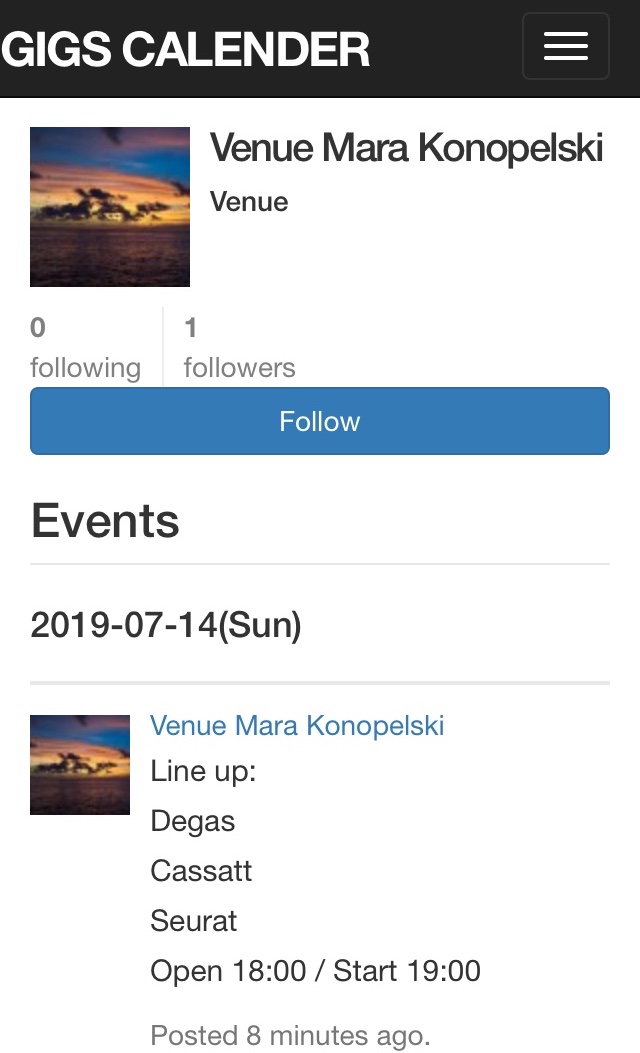 GIGS CALENDER
Venue Mara Konopelski
Venue
0
following
1
followers
Follow
Events
2019-07-14(Sun)
Venue Mara Konopelski
Line up:
Degas
Cassatt
Seurat
Open 18:00 / Start 19:00
Posted 8 minutes ago.